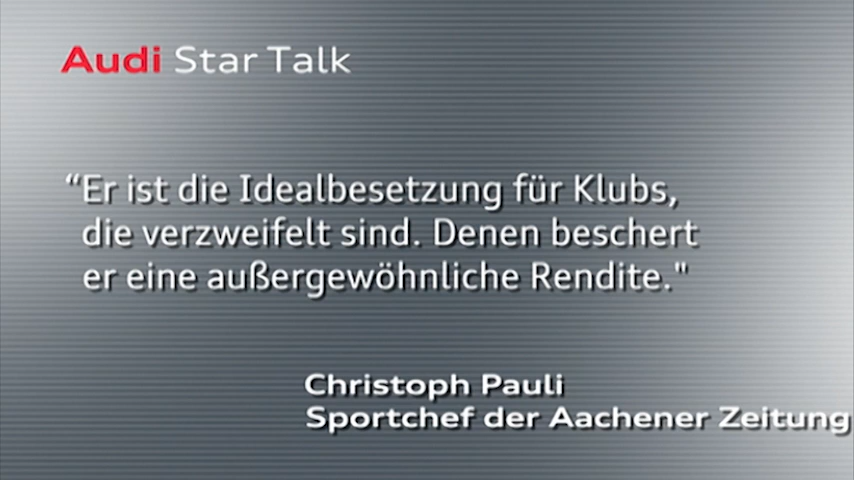 Audi Star Talk
“Er ist die Idealbesetzung für Klubs,
die verzweifelt sind. Denen beschert
er eine außergewöhnliche Rendite."
Christoph Pauli
Sportchef der Aachener Zeitung